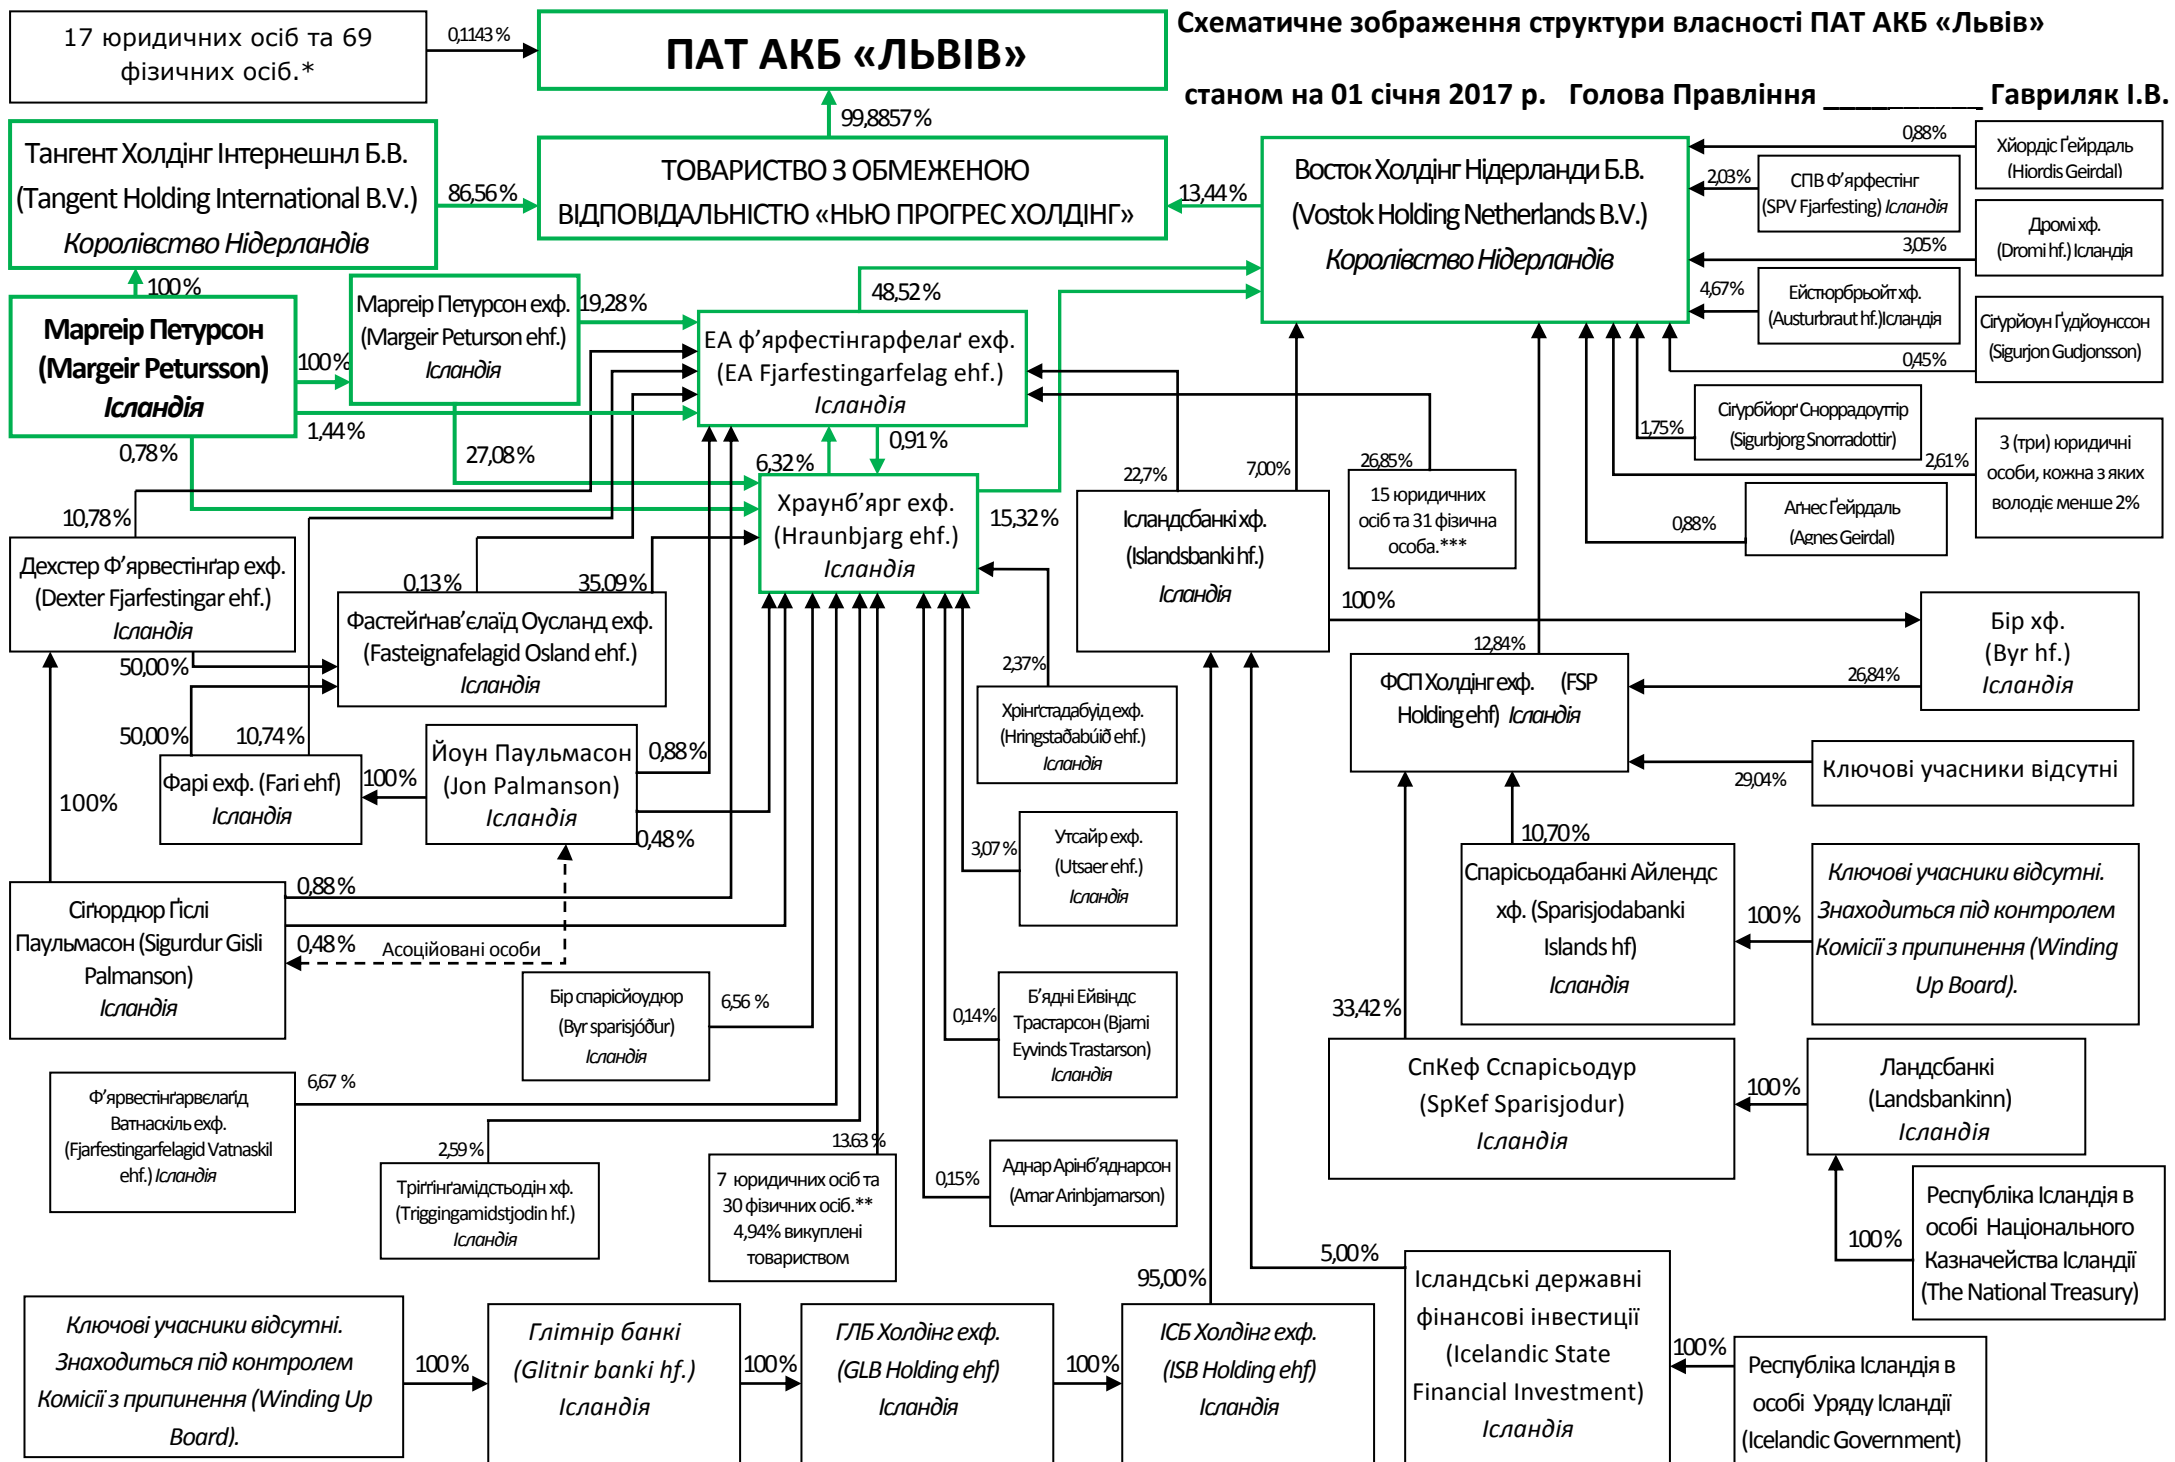 Схематичне зображення структури власності ПАТ АКБ «Львів»
станом на 01 січня 2017 р. Голова Правління __________ Гавриляк І.В.
17 юридичних осіб та 69
фізичних осіб.*
0,1143 %
ПАТ АКБ «ЛЬВІВ»
99,8857%
Тангент Холдінг Інтернешнл Б.В.
(Tangent Holding International B.V.)
Королівство Нідерландів
86,56%
ТОВАРИСТВО З ОБМЕЖЕНОЮ
ВІДПОВІДАЛЬНІСТЮ «НЬЮ ПРОГРЕС ХОЛДІНГ»
13,44%
Восток Холдінг Нідерланди Б.В.
(Vostok Holding Netherlands B.V.)
Королівство Нідерландів
0,88%
Хйордіс Ґейрдаль
(Hiordis Geirdal)
2,03%
СПВ Ф’ярфестінг
(SPV Fjarfesting) Ісландія
3,05%
Дромі хф.
(Dromi hf.) Ісландія
4,67%
Ейстюрбрьойт хф.
(Austurbraut hf.)Ісландія
Сігурйоун Ґудйоунссон
(Sigurjon Gudjonsson)
0,45%
100%
Маргеір Петурсон
(Margeir Petursson)
Ісландія
100%
Маргеір Петурсон ехф.
(Margeir Peturson ehf.)
Ісландія
19,28%
48,52%
ЕА ф’ярфестінгарфелаґ ехф.
(EA Fjarfestingarfelag ehf.)
Ісландія
1,44%
0,78%
27,08%
6,32%
0,91%
Храунб’ярг ехф.
(Hraunbjarg ehf.)
Ісландія
15,32%
22,7%
7,00%
26,85%
15 юридичних
осіб та 31 фізична
особа.***
Сігурбйорґ Сноррадоуттір
(Sigurbjorg Snorradottir)
1,75%
2,61%
3 (три) юридичні
особи, кожна з яких
володіє менше 2%
Аґнес Ґейрдаль
(Agnes Geirdal)
0,88%
Ісландсбанкі хф.
(Islandsbanki hf.)
Ісландія
100%
Бір хф.
(Byr hf.)
Ісландія
10,78%
Дехстер Ф’ярвестінґар ехф.
(Dexter Fjarfestingar ehf.)
Ісландія
0,13%
35,09%
Фастейґнав’єлаїд Оусланд ехф.
(Fasteignafelagid Osland ehf.)
Ісландія
50,00%
50,00%
10,74%
Фарі ехф. (Fari ehf)
Ісландія
100%
Йоун Паульмасон
(Jon Palmanson)
Ісландія
0,88%
0,48%
100%
2,37%
Хрінґстадабуід ехф.
(Hringstaðabúið ehf.)
Ісландія
12,84%
ФСП Холдінг ехф. (FSP
Holding ehf) Ісландія
26,84%
29,04%
Ключові учасники відсутні
3,07%
Утсайр ехф.
(Utsaer ehf.)
Ісландія
10,70%
Спарісьодабанкі Айлендс
хф. (Sparisjodabanki
Islands hf)
Ісландія
100%
Ключові учасники відсутні.
Знаходиться під контролем
Комісії з припинення (Winding
Up Board).
Сіґюрдюр Ґіслі
Паульмасон (Sigurdur Gisli
Palmanson)
Ісландія
0,88%
0,48%
Асоційовані особи
Бір спарісйоудюр
(Byr sparisjóður)
Ісландія
6,56 %
0,14%
Б’ядні Ейвіндс
Трастарсон (Bjarni
Eyvinds Trastarson)
Ісландія
33,42%
СпКеф Сспарісьодур
(SpKef Sparisjodur)
Ісландія
100%
Ландсбанкі
(Landsbankinn)
Ісландія
Ф’ярвестінґарвєлаґід
Ватнаскіль ехф.
(Fjarfestingarfelagid Vatnaskil
ehf.) Ісландія
6,67 %
2,59 %
Тріґґінґамідстьодін хф.
(Triggingamidstjodin hf.)
Ісландія
13.63 %
7 юридичних осіб та
30 фізичних осіб.**
4,94% викуплені
товариством
0,15%
Аднар Арінб’яднарсон
(Arnar Arinbjarnarson)
100%
Республіка Ісландія в
особі Національного
Казначейства Ісландії
(The National Treasury)
95,00%
5,00%
Ісландські державні
фінансові інвестиції
(Icelandic State
Financial Investment)
Ісландія
100%
Республіка Ісландія в
особі Уряду Ісландії
(Icelandic Government)
Ключові учасники відсутні.
Знаходиться під контролем
Комісії з припинення (Winding Up
Board).
100%
Глітнір банкі
(Glitnir banki hf.)
Ісландія
100%
ГЛБ Холдінг ехф.
(GLB Holding ehf)
Ісландія
100%
ІСБ Холдінг ехф.
(ISB Holding ehf)
Ісландія